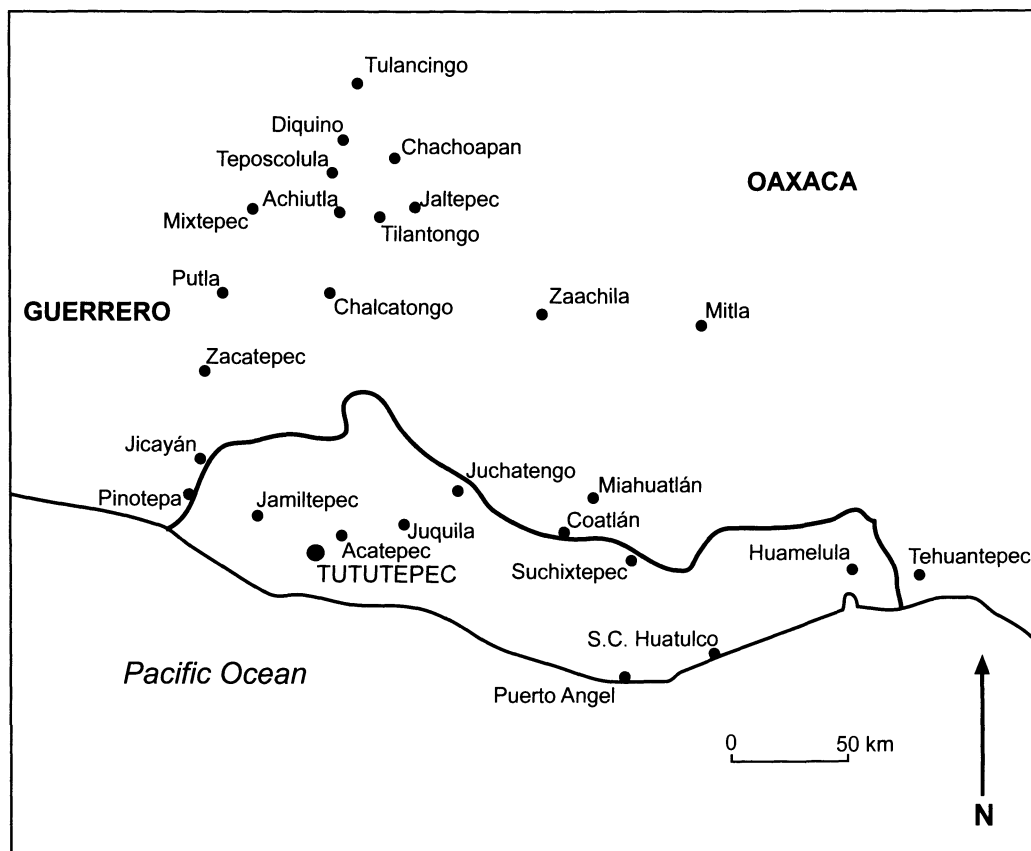 Tulancingo
Diquino
Chachoapan
Teposcolula
OAXACA
Achiutla
Jaltepec
Mixtepec
Tilantongo
Putla
Chalcatongo
Zaachila
Mitla
GUERRERO
Zacatepec
Jicayán
Juchatengo
Miahuatlán
Pinotepa
Jamiltepec
Juquila
Coatlán
Acatepec
Huamelula
Tehuantepec
TUTUTEPEC
Suchixtepec
S.C. Huatulco
Pacific Ocean
Puerto Angel
0 50 km
N